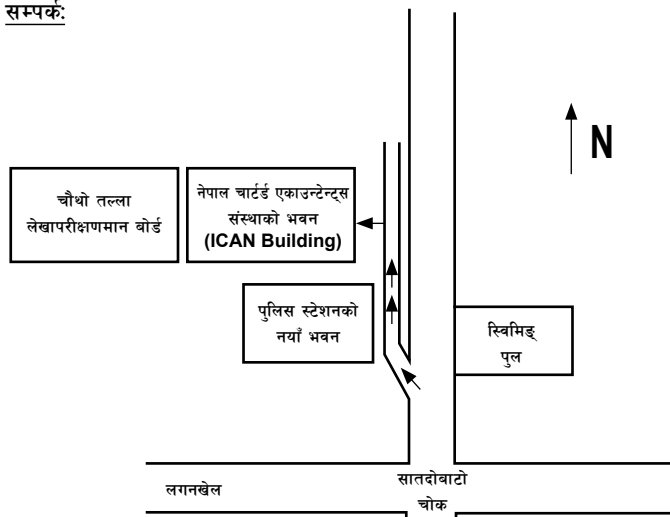 सम्पर्क:
N
चौथो तल्ला
लेखापरीक्षणमान बोर्ड
नेपाल चार्टर्ड एकाउन्टेन्ट्स
संस्थाको भवन
(ICAN Building)
पुलिस स्टेशनको
नयाँ भवन
स्विमिङ्
पुल
लगनखेल
सातदोबाटो
चोक